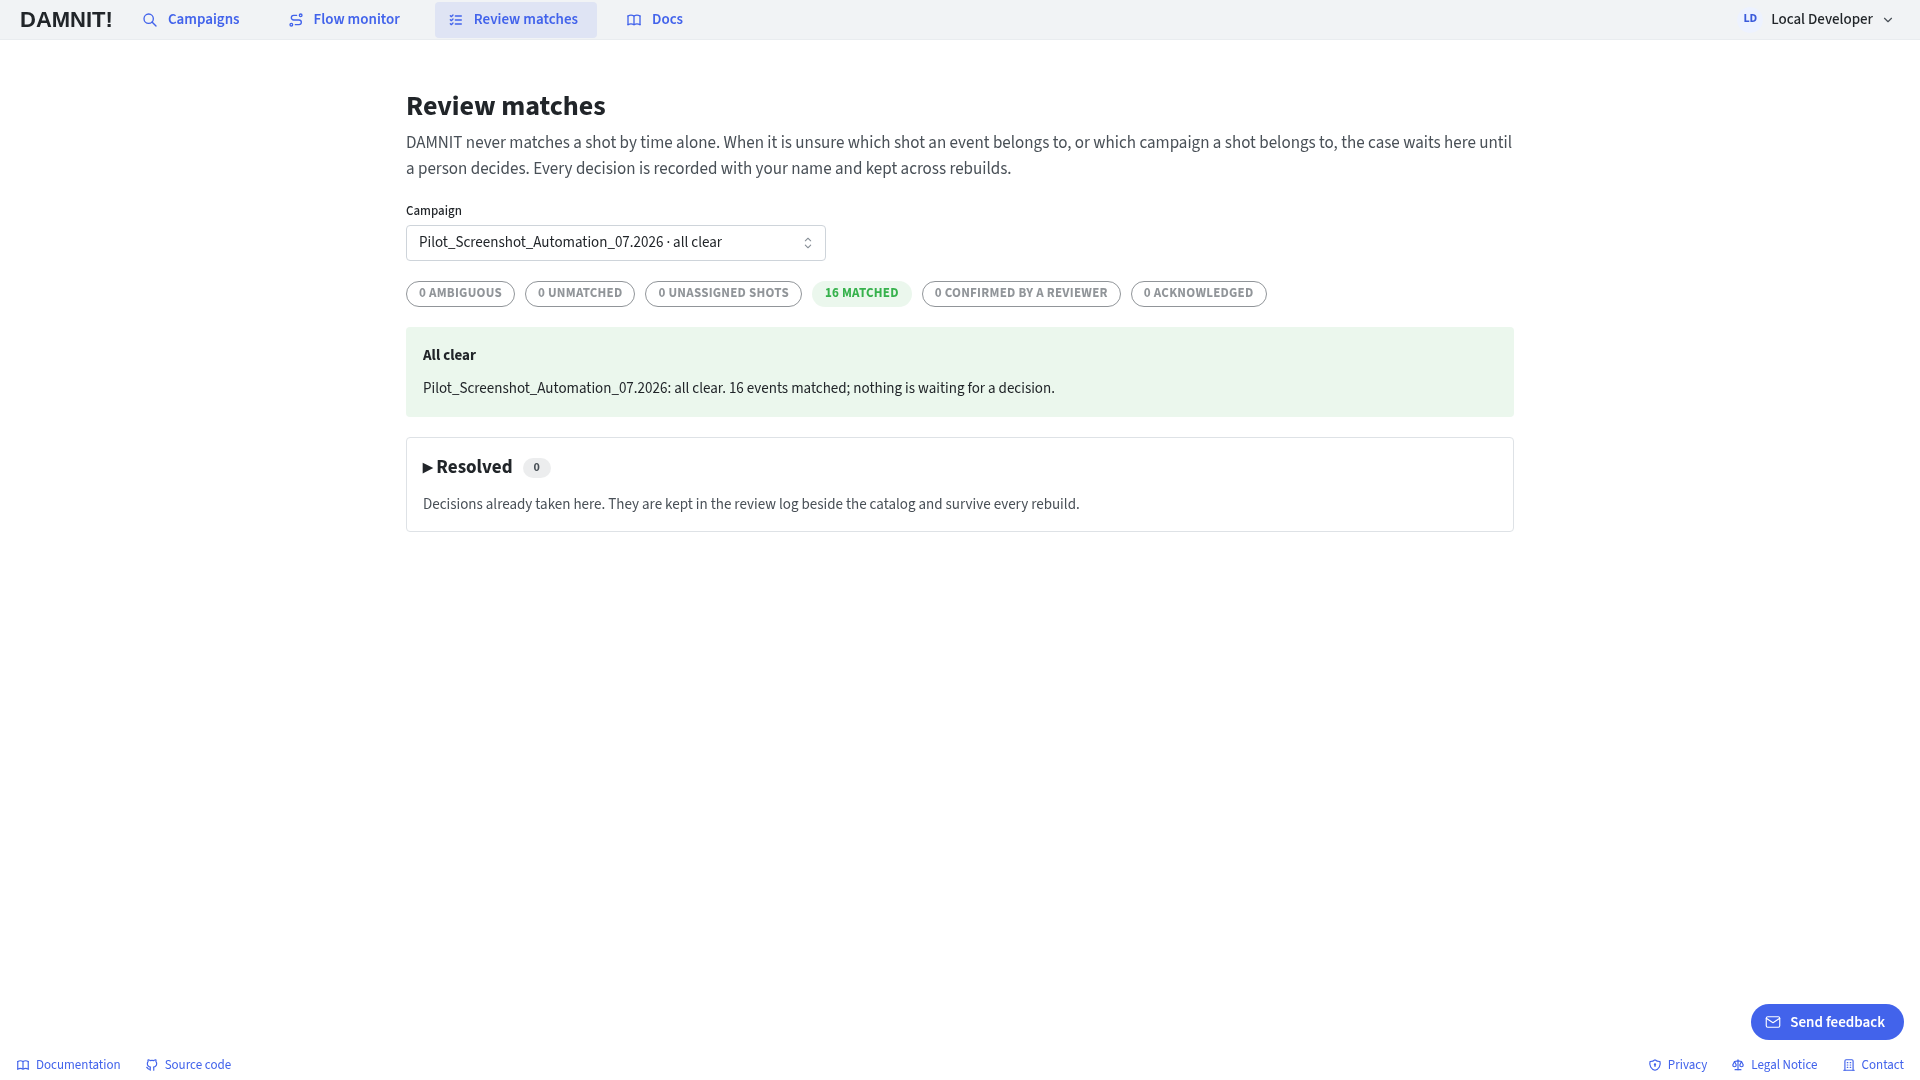 DAMNIT!
Campaigns
Flow monitor
Review matches
Docs
LD
Local Developer
Review matches
DAMNIT never matches a shot by time alone. When it is unsure which shot an event belongs to, or which campaign a shot belongs to, the case waits here until
a person decides. Every decision is recorded with your name and kept across rebuilds.
Campaign
Pilot_Screenshot_Automation_07.2026 · all clear
0 AMBIGUOUS
0 UNMATCHED
0 UNASSIGNED SHOTS
16 MATCHED
0 CONFIRMED BY A REVIEWER
0 ACKNOWLEDGED
All clear
Pilot_Screenshot_Automation_07.2026: all clear. 16 events matched; nothing is waiting for a decision.
Resolved 0
Decisions already taken here. They are kept in the review log beside the catalog and survive every rebuild.
Send feedback
Documentation
Source code
Privacy
Legal Notice
Contact